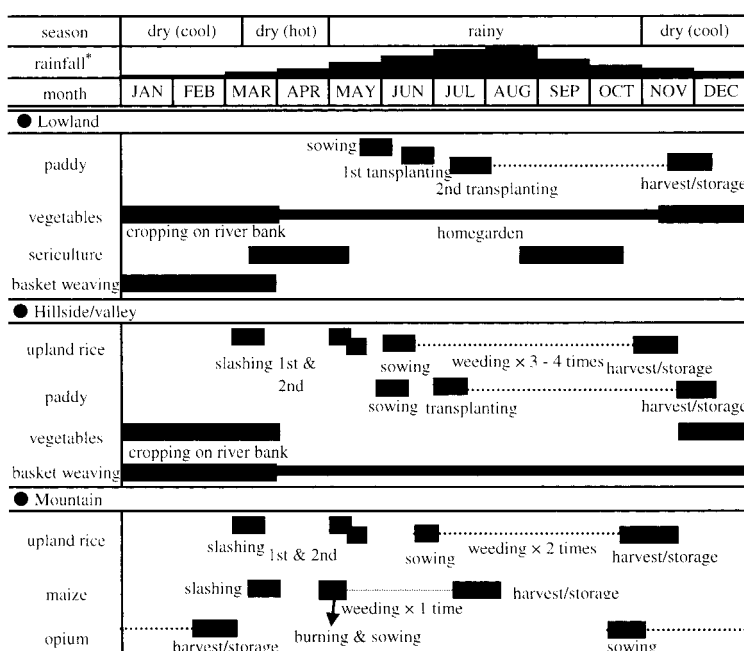 season dry (cool) dry (hot) rainy dry (cool)
rainfall*
month JAN FEB MAR APR MAY JUN JUL AUG SEP OCT NOV DEC
● Lowland
paddy sowing 1st tansplanting 2nd transplanting harvest/storage
vegetables cropping on river bank homegarden
sericulture
basket weaving
● Hillside/valley
upland rice slashing 1st & 2nd sowing weeding × 3 - 4 times harvest/storage
paddy sowing transplanting harvest/storage
vegetables cropping on river bank
basket weaving
● Mountain
upland rice slashing 1st & 2nd sowing weeding × 2 times harvest/storage
maize slashing weeding × 1 time harvest/storage
burning & sowing
opium harvest/storage sowing